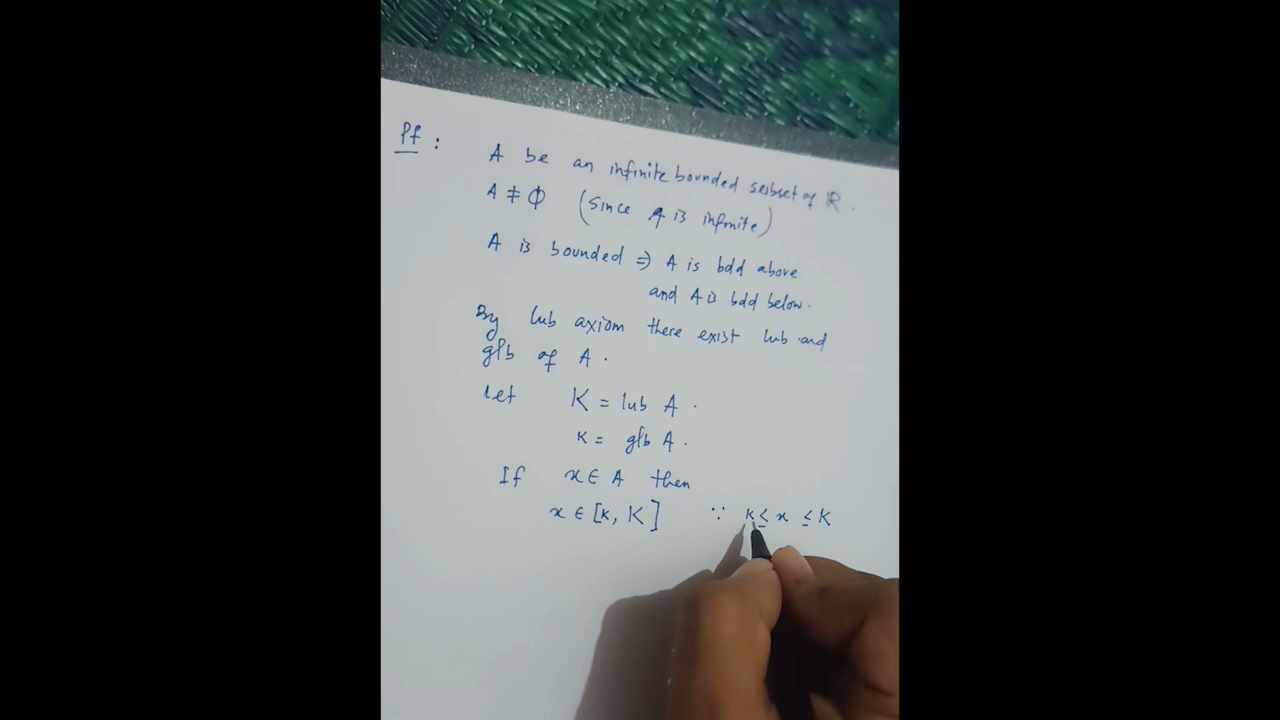 Pf : A be an infinite bounded subset of ℝ.
A ≠ Φ (Since A is infinite)
A is bounded ⇒ A is bdd above
and A is bdd below.
By lub axiom there exist lub and
glb of A.
Let K = lub A.
k = glb A.
If x ∈ A then
x ∈ [k, K] ∵ k ≤ x ≤ K